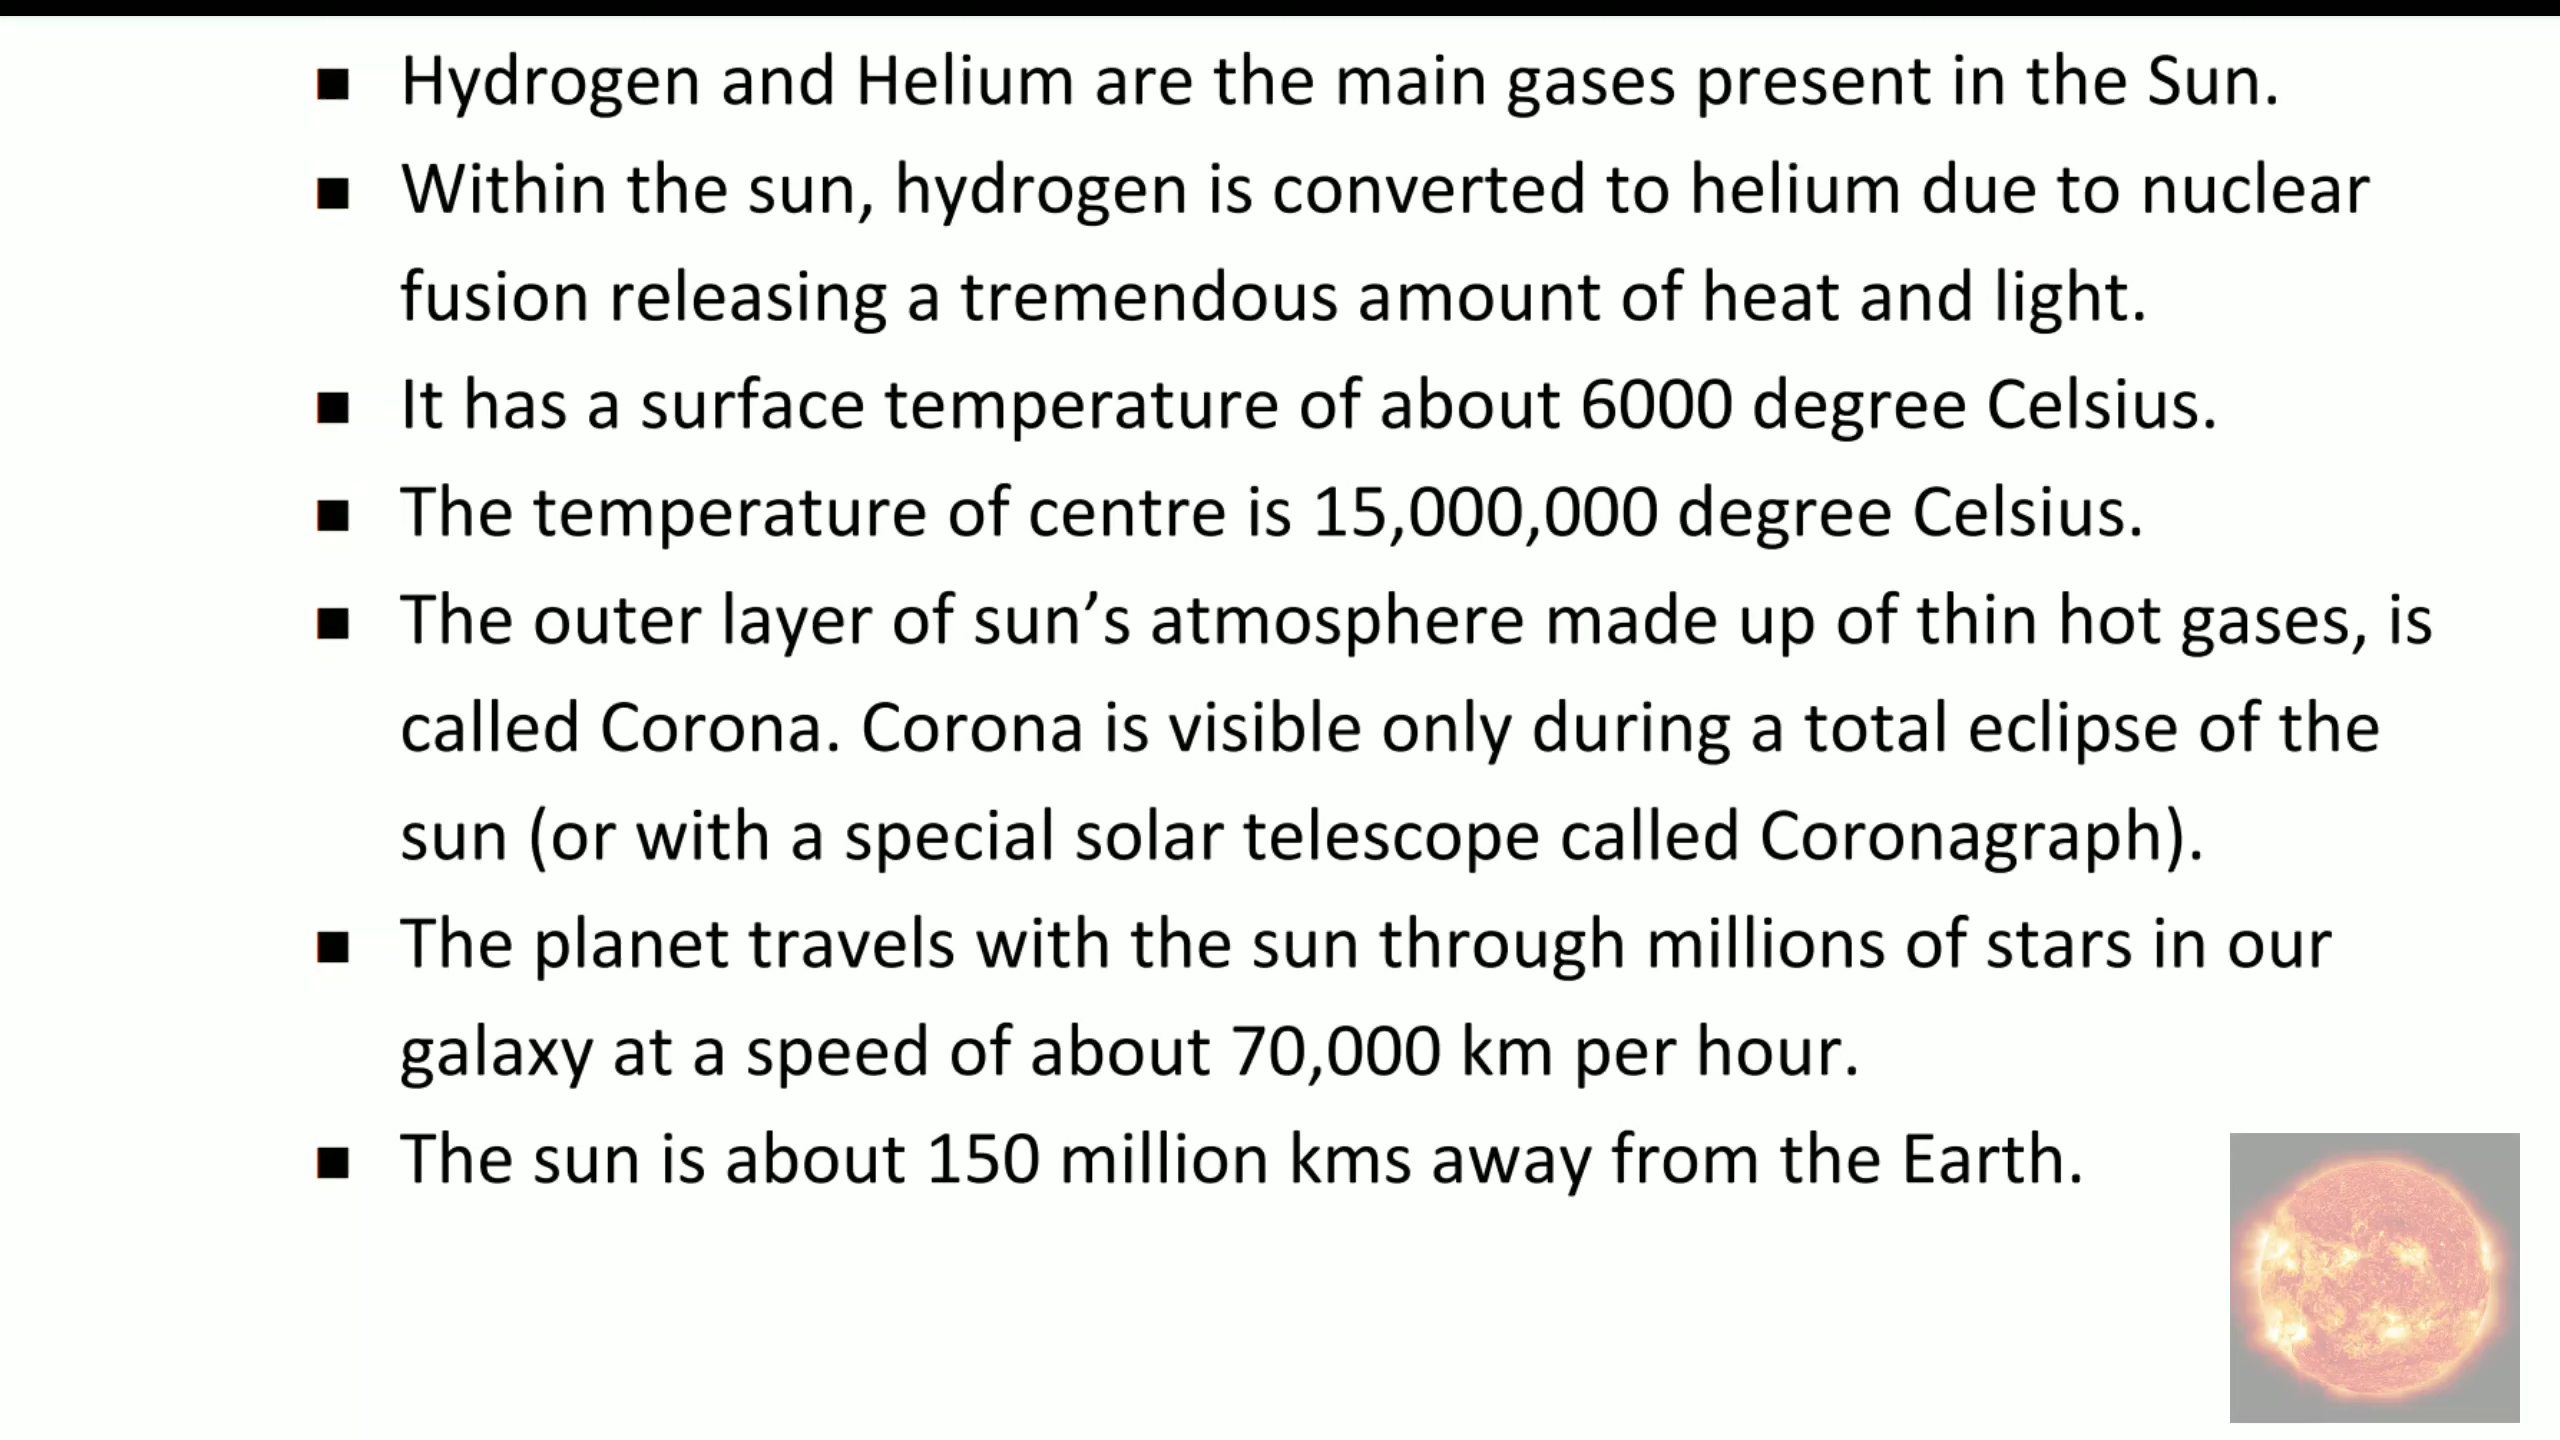 ▪ Hydrogen and Helium are the main gases present in the Sun.
▪ Within the sun, hydrogen is converted to helium due to nuclear
fusion releasing a tremendous amount of heat and light.
▪ It has a surface temperature of about 6000 degree Celsius.
▪ The temperature of centre is 15,000,000 degree Celsius.
▪ The outer layer of sun’s atmosphere made up of thin hot gases, is
called Corona. Corona is visible only during a total eclipse of the
sun (or with a special solar telescope called Coronagraph).
▪ The planet travels with the sun through millions of stars in our
galaxy at a speed of about 70,000 km per hour.
▪ The sun is about 150 million kms away from the Earth.